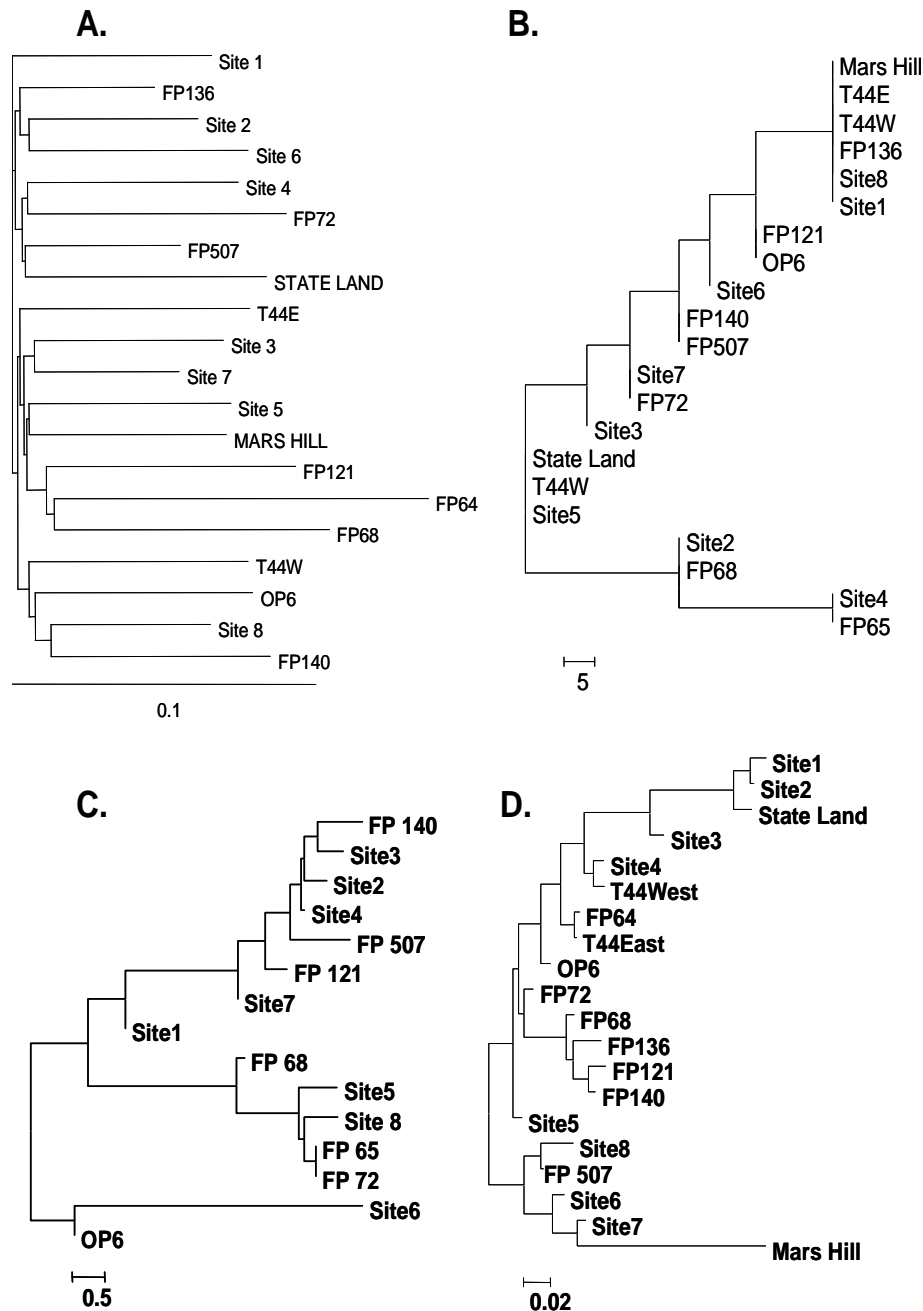 A.
Site 1
FP136
Site 2
Site 6
Site 4
FP72
FP507
STATE LAND
T44E
Site 3
Site 7
Site 5
MARS HILL
FP121
FP64
FP68
T44W
OP6
Site 8
FP140
0.1
B.
Mars Hill
T44E
T44W
FP136
Site8
Site1
FP121
OP6
Site6
FP140
FP507
Site7
FP72
Site3
State Land
T44W
Site5
Site2
FP68
Site4
FP65
5
C.
FP 140
Site3
Site2
Site4
FP 507
FP 121
Site7
Site1
FP 68
Site5
Site 8
FP 65
FP 72
Site6
OP6
0.5
D.
Site1
Site2
State Land
Site3
Site4
T44West
FP64
T44East
OP6
FP72
FP68
FP136
FP121
FP140
Site5
Site8
FP 507
Site6
Site7
Mars Hill
0.02